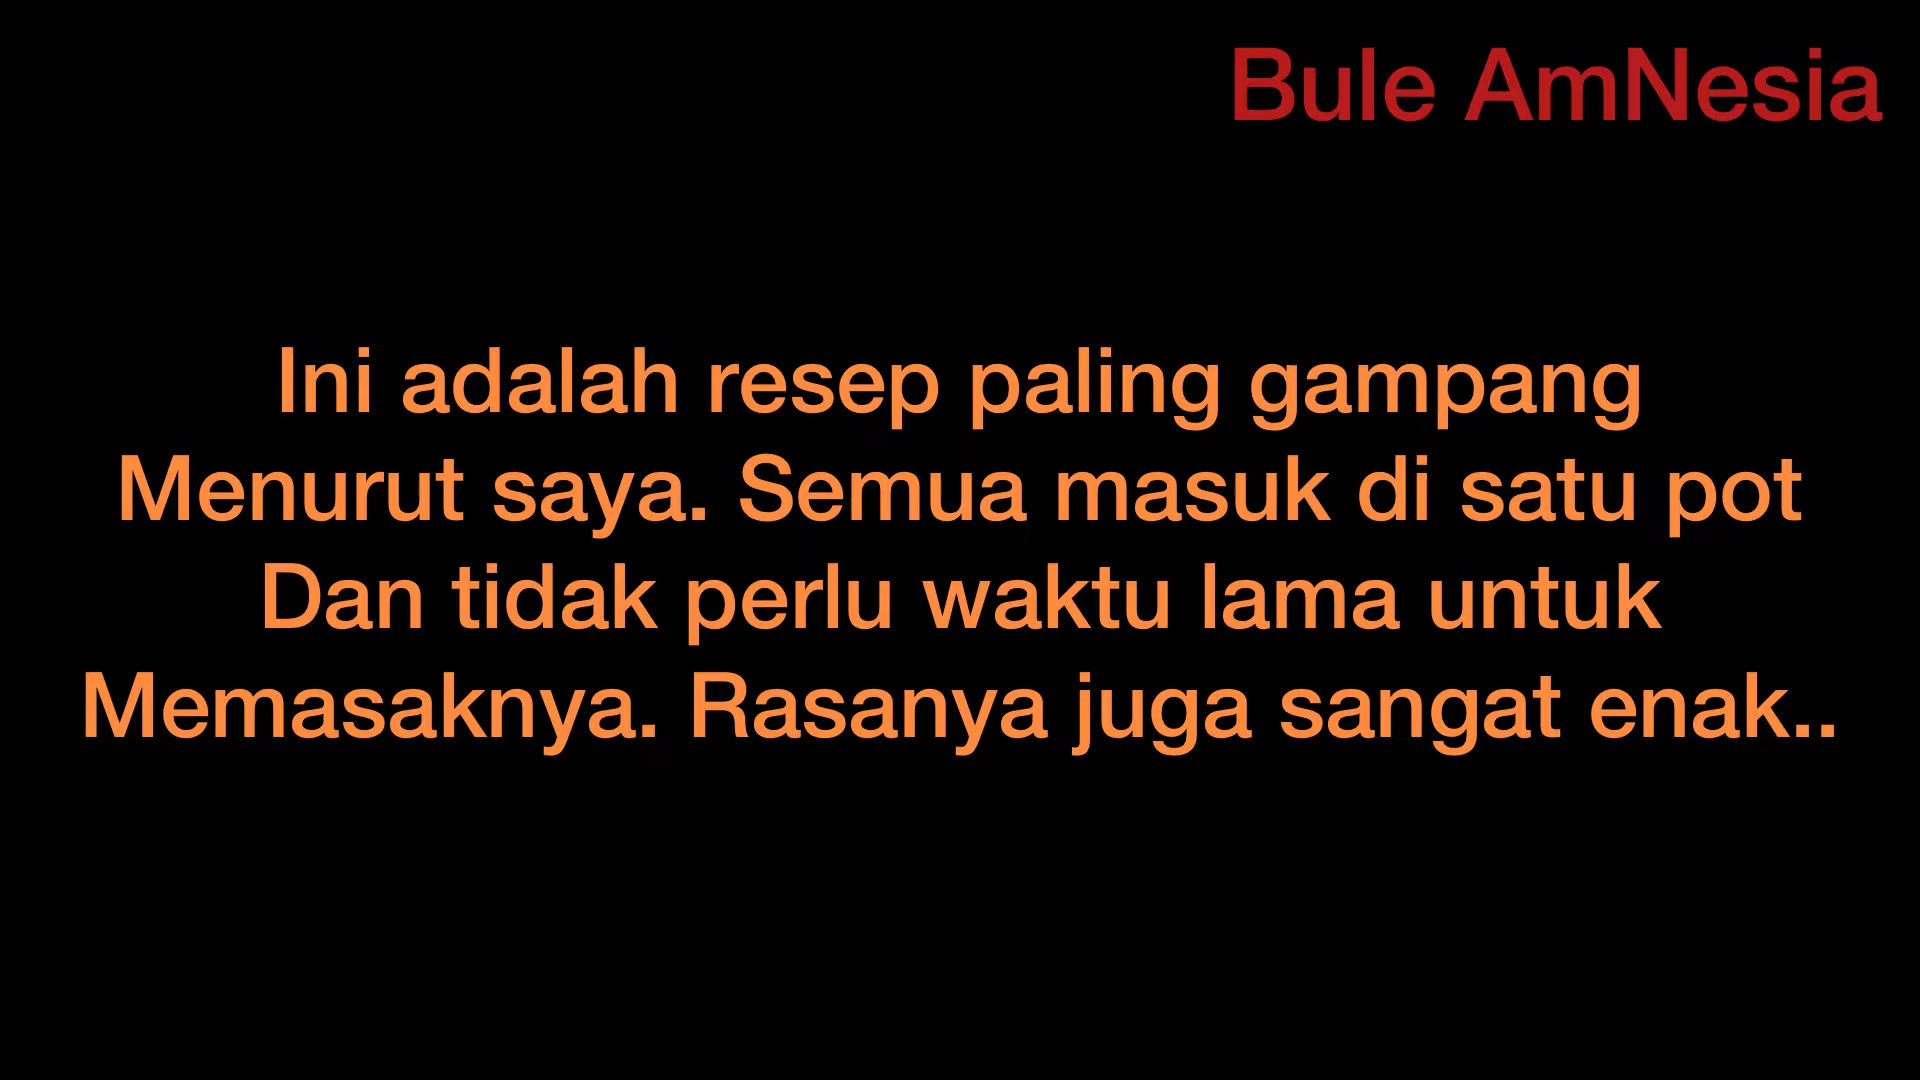 Bule AmNesia
Ini adalah resep paling gampang
Menurut saya. Semua masuk di satu pot
Dan tidak perlu waktu lama untuk
Memasaknya. Rasanya juga sangat enak..